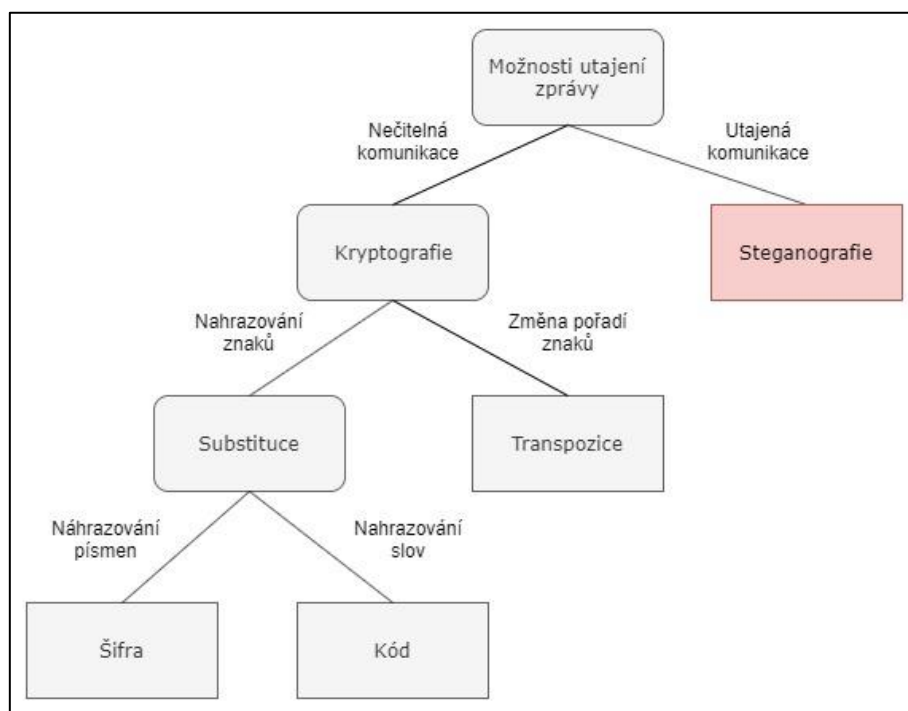 Možnosti utajení
zprávy
Nečitelná
komunikace
Utajená
komunikace
Kryptografie
Steganografie
Nahrazování
znaků
Změna pořadí
znaků
Substituce
Transpozice
Náhrazování
písmen
Nahrazování
slov
Šifra
Kód